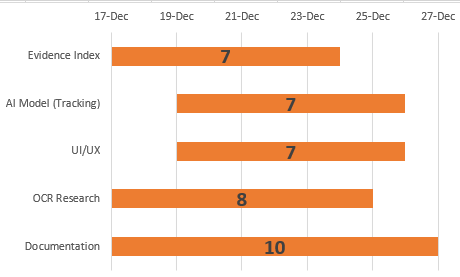 17-Dec 19-Dec 21-Dec 23-Dec 25-Dec 27-Dec
Evidence Index 7
AI Model (Tracking) 7
UI/UX 7
OCR Research 8
Documentation 10